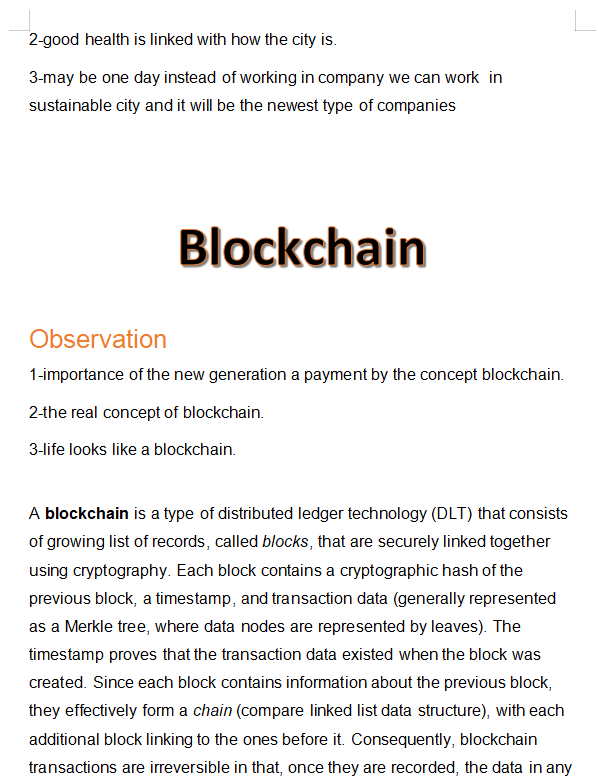 2-good health is linked with how the city is.
3-may be one day instead of working in company we can work  in
sustainable city and it will be the newest type of companies
Blockchain
Observation
1-importance of the new generation a payment by the concept blockchain.
2-the real concept of blockchain.
3-life looks like a blockchain.
A blockchain is a type of distributed ledger technology (DLT) that consists
of growing list of records, called blocks, that are securely linked together
using cryptography. Each block contains a cryptographic hash of the
previous block, a timestamp, and transaction data (generally represented
as a Merkle tree, where data nodes are represented by leaves). The
timestamp proves that the transaction data existed when the block was
created. Since each block contains information about the previous block,
they effectively form a chain (compare linked list data structure), with each
additional block linking to the ones before it. Consequently, blockchain
transactions are irreversible in that, once they are recorded, the data in any